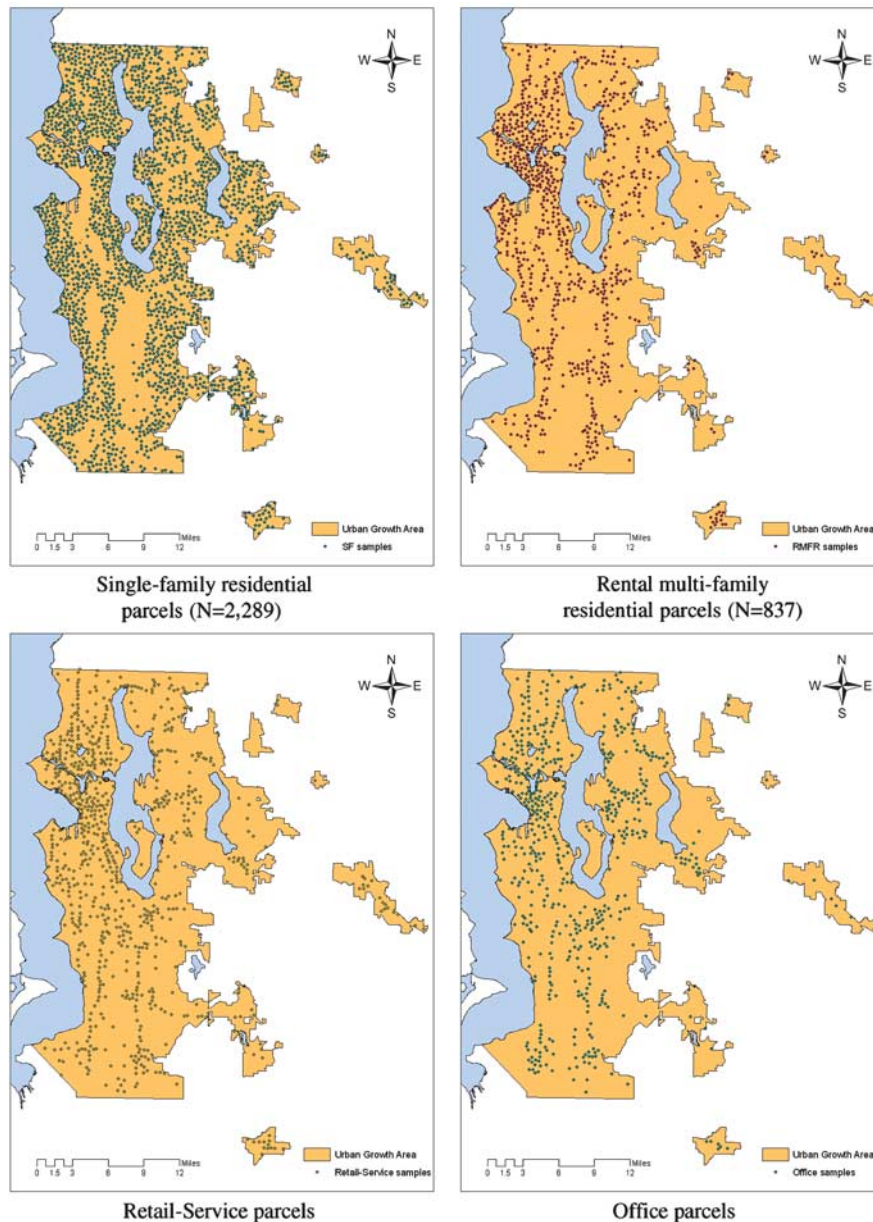 N
W E
S
Urban Growth Area
SF samples
Miles
0 1.5 3 6 9 12
Single-family residential
parcels (N=2,289)
N
W E
S
Urban Growth Area
RMFR samples
Miles
0 1.5 3 6 9 12
Rental multi-family
residential parcels (N=837)
N
W E
S
Urban Growth Area
Retail-Service samples
Miles
0 1.5 3 6 9 12
Retail-Service parcels
N
W E
S
Urban Growth Area
Office samples
Miles
0 1.5 3 6 9 12
Office parcels